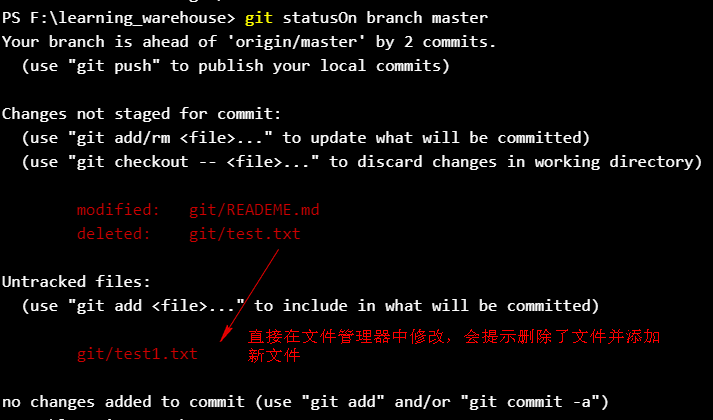 PS F:\learning_warehouse> git statusOn branch master
Your branch is ahead of 'origin/master' by 2 commits.
(use "git push" to publish your local commits)
Changes not staged for commit:
(use "git add/rm <file>..." to update what will be committed)
(use "git checkout -- <file>..." to discard changes in working directory)
modified: git/READEME.md
deleted: git/test.txt
Untracked files:
(use "git add <file>..." to include in what will be committed)
git/test1.txt
直接在文件管理器中修改，会提示删除了文件并添加
新文件
no changes added to commit (use "git add" and/or "git commit -a")